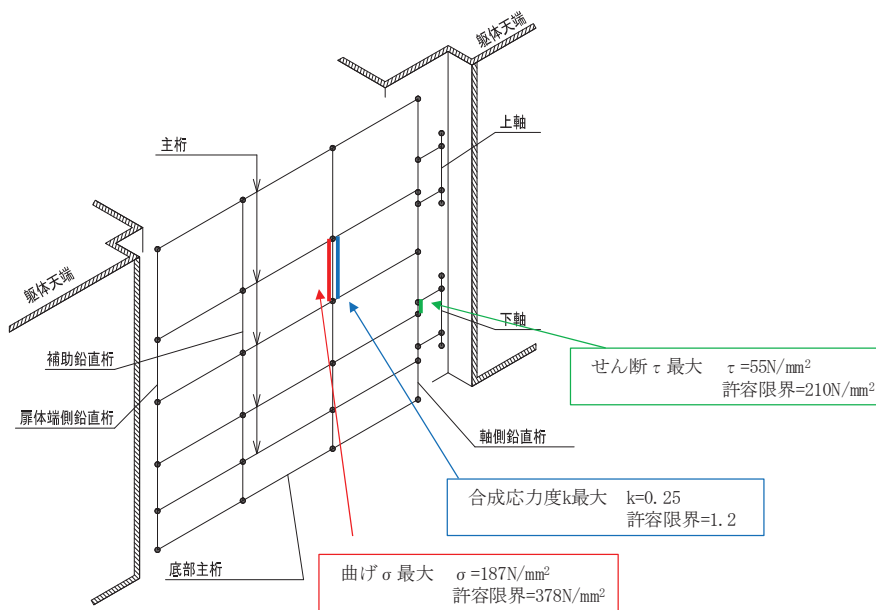 躯体天端
上軸
主桁
躯体天端
補助鉛直桁
扉体端側鉛直桁
下軸
せん断τ最大 τ=55N/mm²
許容限界=210N/mm²
軸側鉛直桁
合成応力度k最大 k=0.25
許容限界=1.2
底部主桁
曲げσ最大 σ=187N/mm²
許容限界=378N/mm²